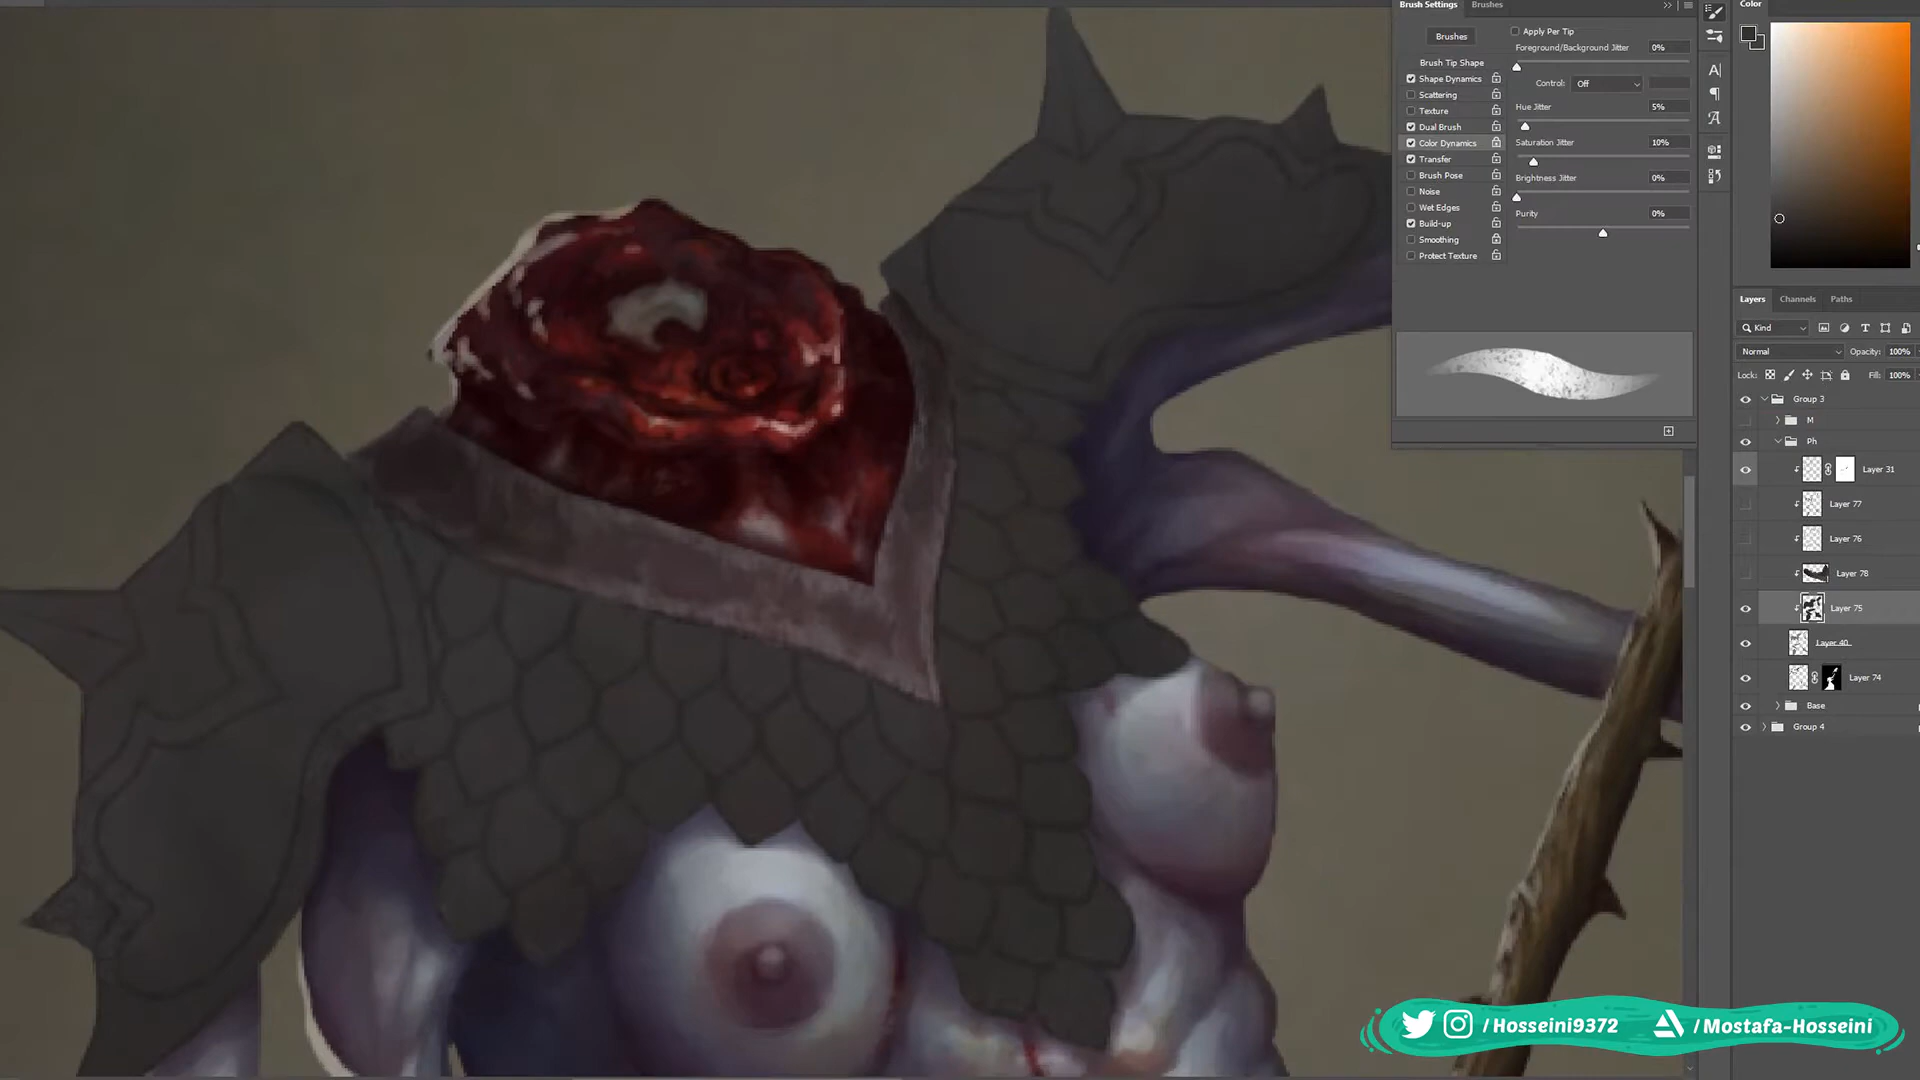 Brush Settings Brushes
Brushes
Brush Tip Shape
Shape Dynamics
Scattering
Texture
Dual Brush
Color Dynamics
Transfer
Brush Pose
Noise
Wet Edges
Build-up
Smoothing
Protect Texture
Apply Per Tip
Foreground/Background Jitter 0%
Control: Off
Hue Jitter 5%
Saturation Jitter 10%
Brightness Jitter 0%
Purity 0%
Color
Layers Channels Paths
Kind
Normal Opacity: 100%
Lock: Fill: 100%
Group 3
M
Ph
Layer 31
Layer 77
Layer 76
Layer 78
Layer 75
Layer 40
Layer 74
Base
Group 4
/Hosseini9372 /Mostafa-Hosseini